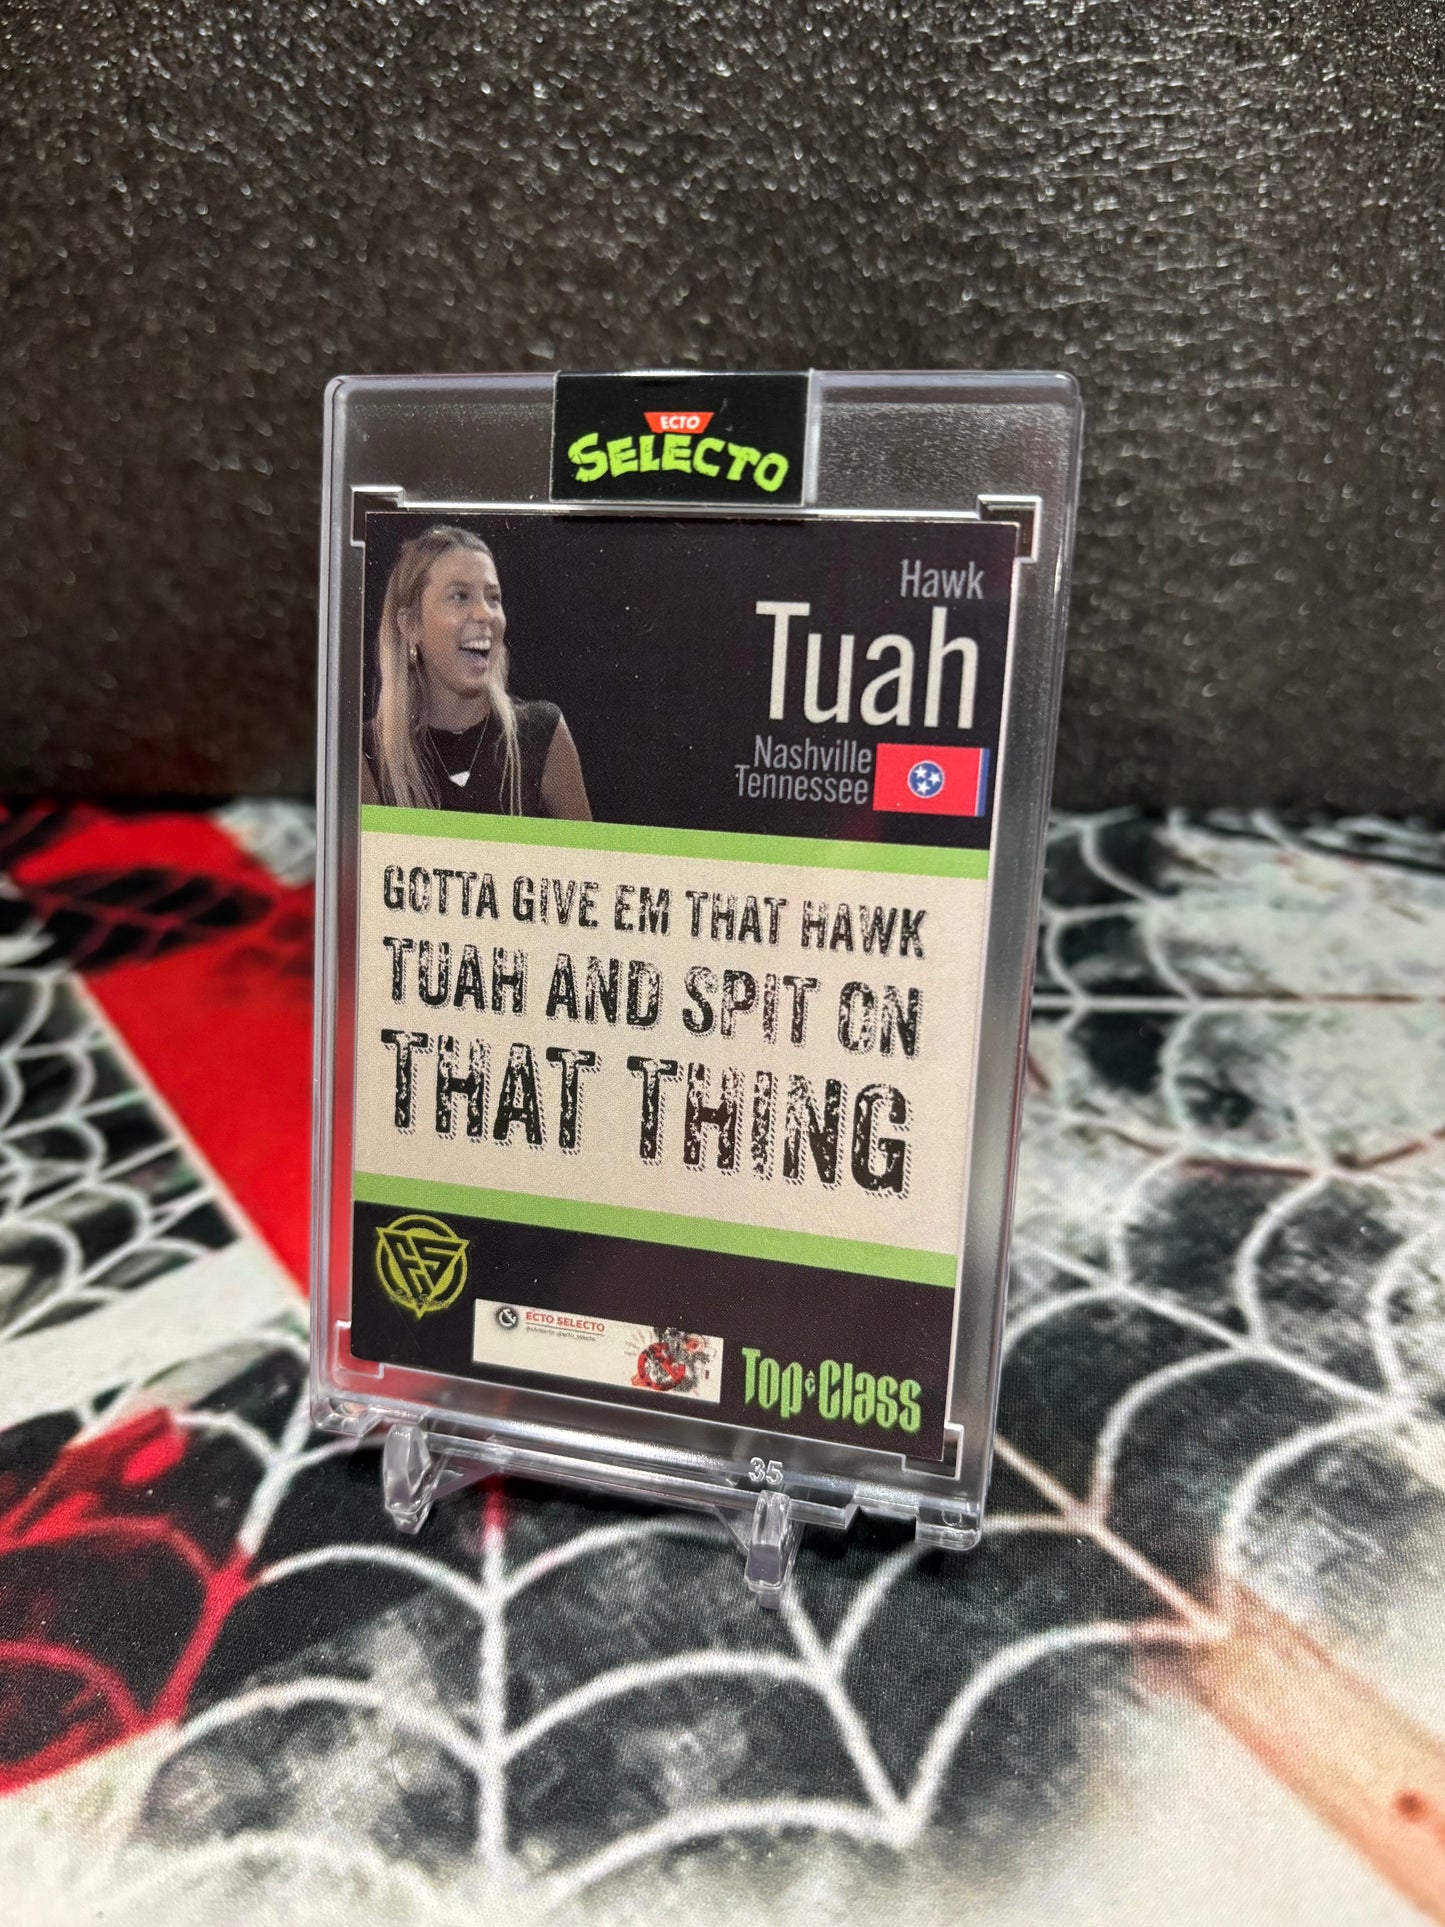 ECTO
SELECTO
Hawk
Tuah
Nashville
Tennessee
GOTTA GIVE EM THAT HAWK
TUAH AND SPIT ON
THAT THING
ECTO SELECTO
Top Class
35